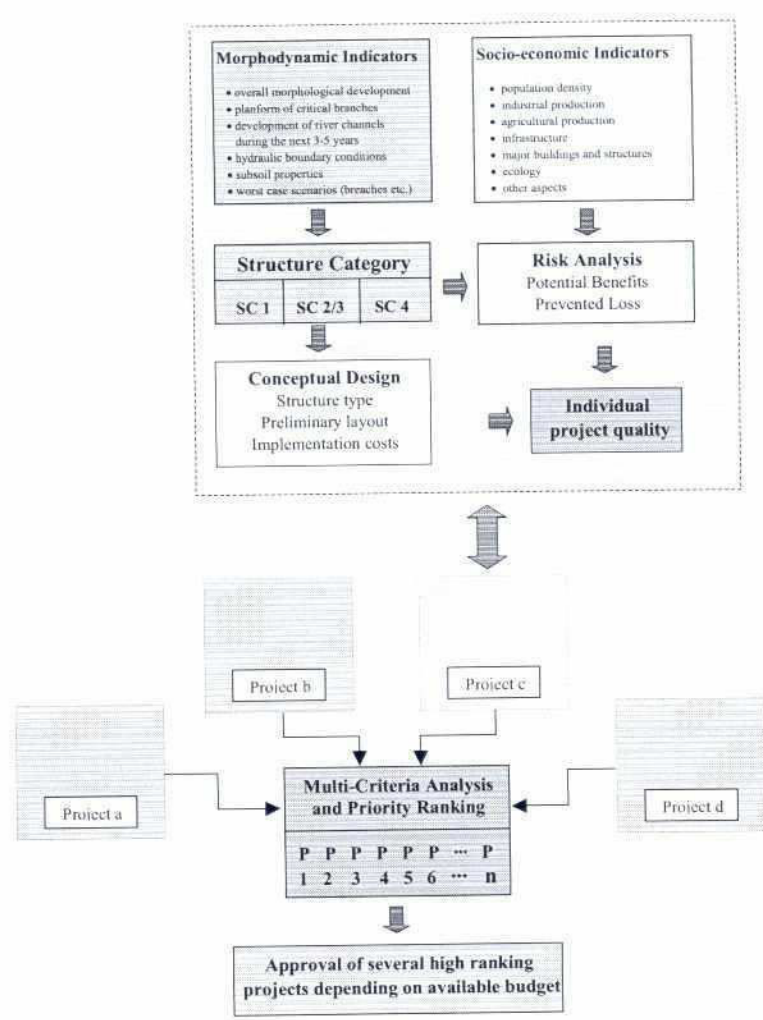 Morphodynamic Indicators
• overall morphological development
• planform of critical branches
• development of river channels
during the next 3-5 years
• hydraulic boundary conditions
• subsoil properties
• worst case scenarios (breaches etc.)
Socio-economic Indicators
• population density
• industrial production
• agricultural production
• infrastructure
• major buildings and structures
• ecology
• other aspects
Structure Category
SC 1 SC 2/3 SC 4
Risk Analysis
Potential Benefits
Prevented Loss
Conceptual Design
Structure type
Preliminary layout
Implementation costs
Individual
project quality
Project b
Project c
Project a
Project d
Multi-Criteria Analysis
and Priority Ranking
P P P P P P ... P
1 2 3 4 5 6 ... n
Approval of several high ranking
projects depending on available budget